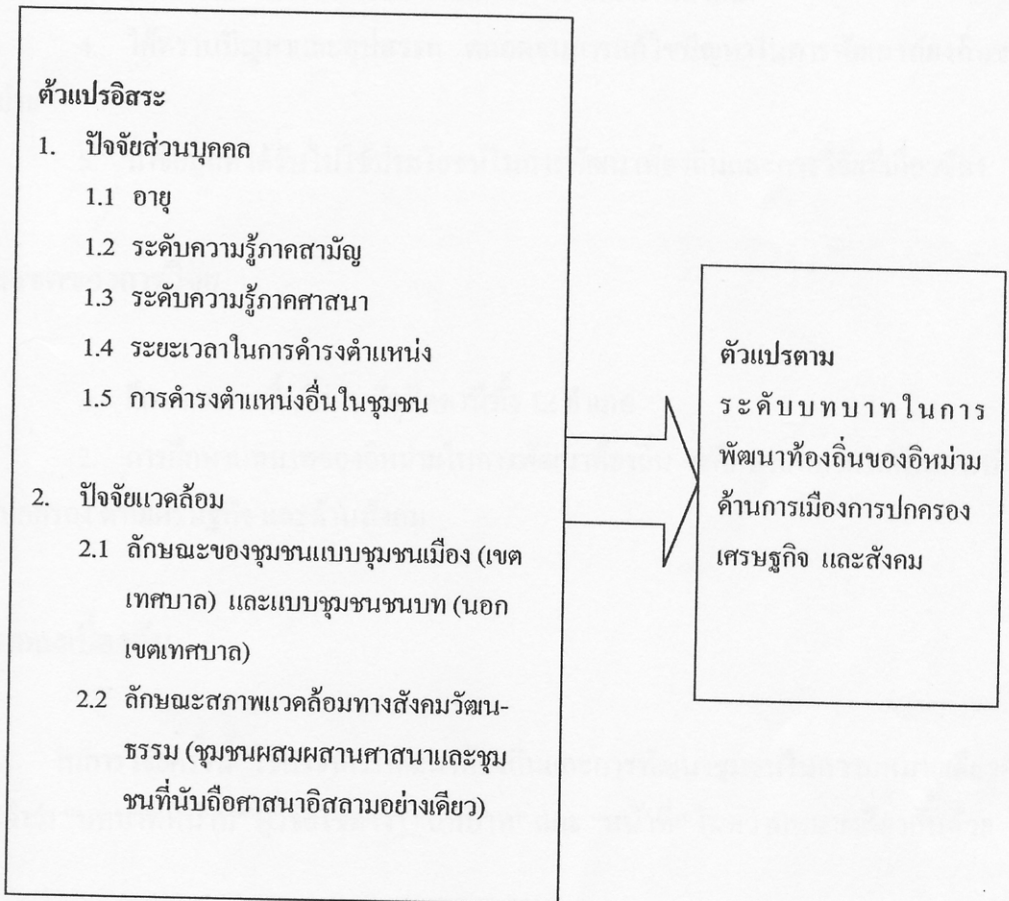 ตัวแปรอิสระ
1. ปัจจัยส่วนบุคคล
1.1 อายุ
1.2 ระดับความรู้ภาคสามัญ
1.3 ระดับความรู้ภาคศาสนา
1.4 ระยะเวลาในการดำรงตำแหน่ง
1.5 การดำรงตำแหน่งอื่นในชุมชน
2. ปัจจัยแวดล้อม
2.1 ลักษณะของชุมชนแบบชุมชนเมือง (เขต
เทศบาล) และแบบชุมชนชนบท (นอก
เขตเทศบาล)
2.2 ลักษณะสภาพแวดล้อมทางสังคมวัฒน-
ธรรม (ชุมชนผสมผสานศาสนาและชุม
ชนที่นับถือศาสนาอิสลามอย่างเดียว)
ตัวแปรตาม
ระดับบทบาทในการ
พัฒนาท้องถิ่นของอิหม่าม
ด้านการเมืองการปกครอง
เศรษฐกิจ และสังคม